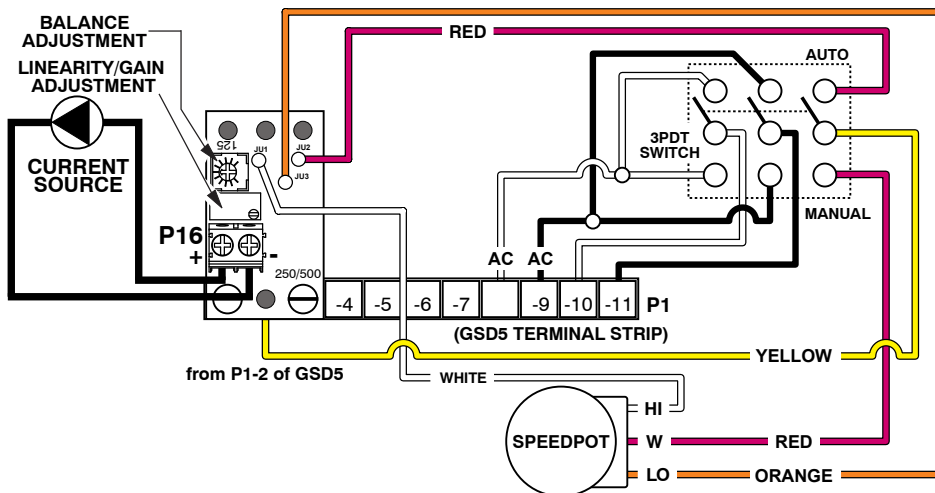 BALANCE
ADJUSTMENT
LINEARITY/GAIN
ADJUSTMENT
CURRENT
SOURCE
RED
AUTO
3PDT
SWITCH
MANUAL
125
JU1
JU2
JU3
P16
+
-
250/500
AC
AC
-4
-5
-6
-7
-9
-10
-11
P1
(GSD5 TERMINAL STRIP)
YELLOW
from P1-2 of GSD5
WHITE
SPEEDPOT
HI
W
RED
LO
ORANGE